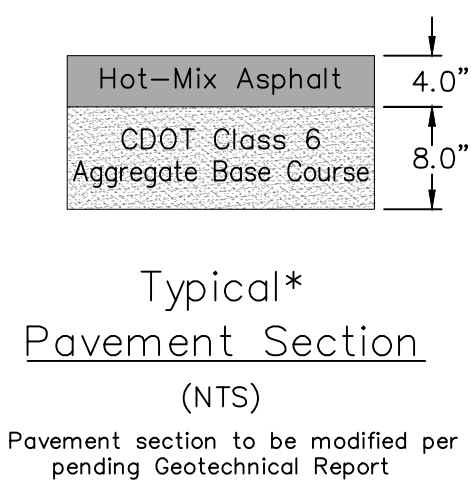 Hot-Mix Asphalt
4.0"
CDOT Class 6
Aggregate Base Course
8.0"
Typical*
Pavement Section
(NTS)
Pavement section to be modified per
pending Geotechnical Report